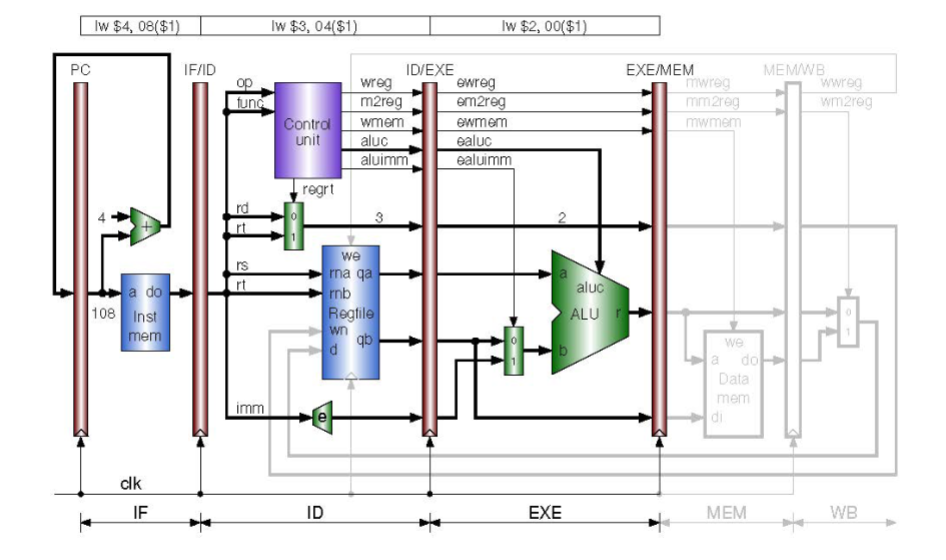 lw $4, 08($1) lw $3, 04($1) lw $2, 00($1)
PC IF/ID ID/EXE EXE/MEM MEM/WB
op wreg ewreg mwreg wwreg
func m2reg em2reg mm2reg wm2reg
Control unit
wmem ewmem mwmem
aluc ealuc
aluimm ealuimm
regrt
4 +
rd 0 3 2
rt 1
we
rs rna qa a aluc
rt rnb
108 a do
Inst mem
Regfile ALU r
wn
d qb
0
1 b
0
1
we
a do
Data mem
di
imm e
clk
IF ID EXE MEM WB